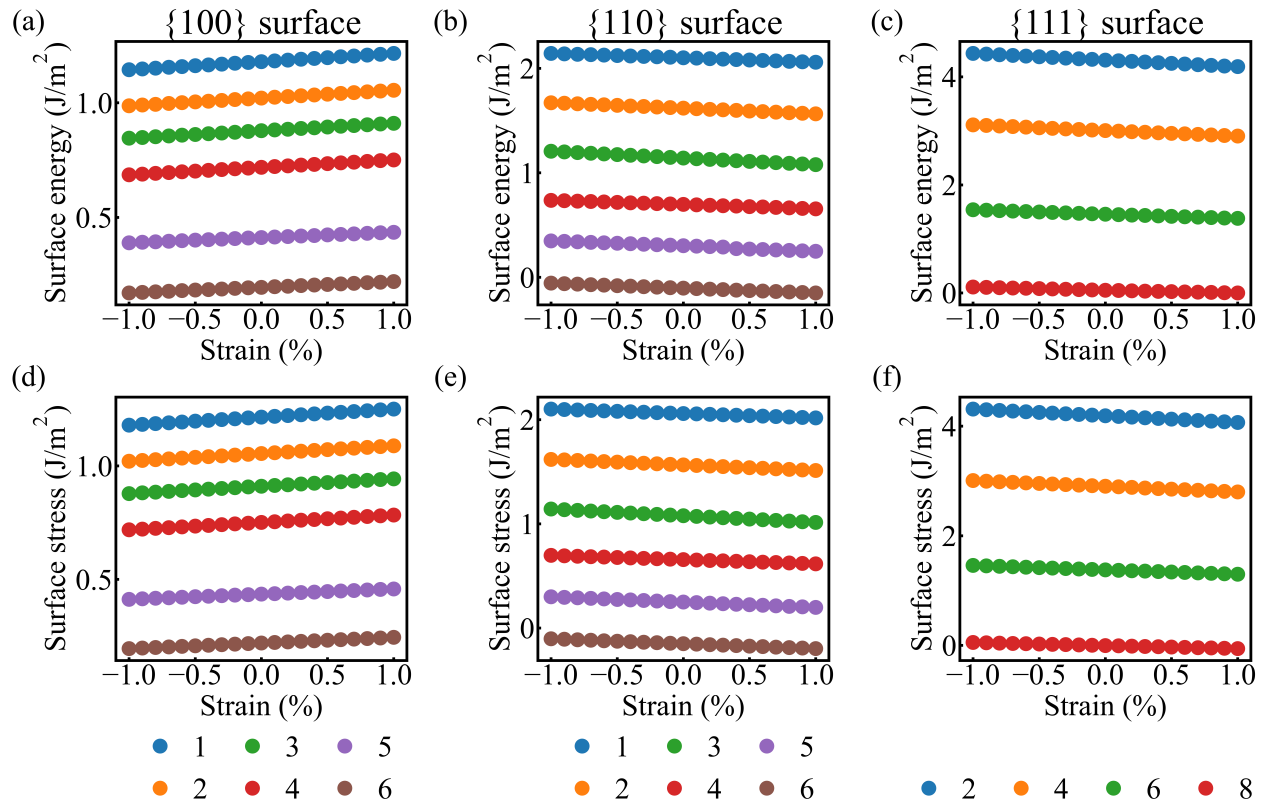 (a) {100} surface (b) {110} surface (c) {111} surface
Surface energy (J/m²)
1.0
0.5
−1.0 −0.5 0.0 0.5 1.0
Strain (%)
Surface energy (J/m²)
2
1
0
−1.0 −0.5 0.0 0.5 1.0
Strain (%)
Surface energy (J/m²)
4
2
0
−1.0 −0.5 0.0 0.5 1.0
Strain (%)
(d) (e) (f)
Surface stress (J/m²)
1.0
0.5
−1.0 −0.5 0.0 0.5 1.0
Strain (%)
Surface stress (J/m²)
2
1
0
−1.0 −0.5 0.0 0.5 1.0
Strain (%)
Surface stress (J/m²)
4
2
0
−1.0 −0.5 0.0 0.5 1.0
Strain (%)
1 3 5
2 4 6
1 3 5
2 4 6
2 4 6 8